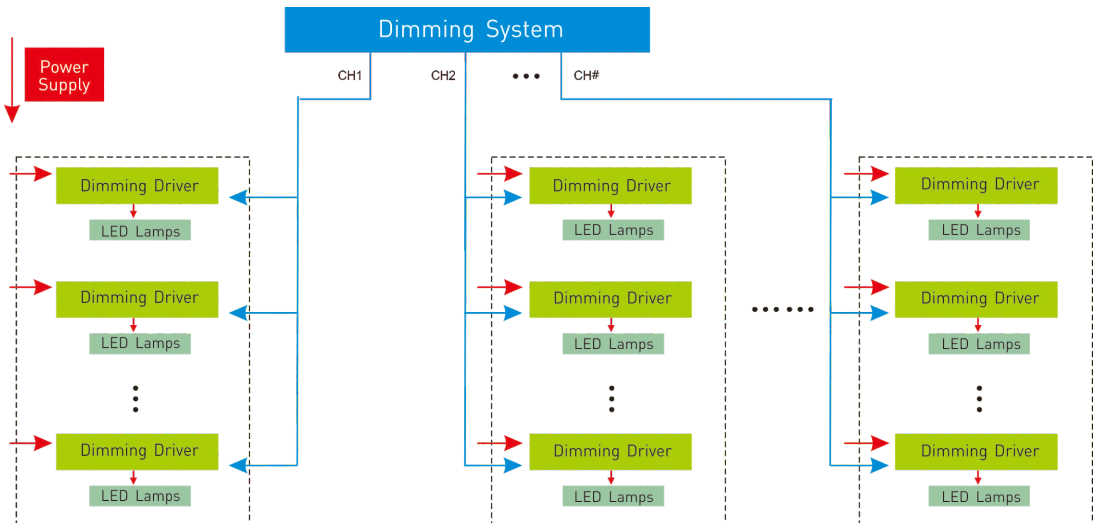 Dimming System
Power
Supply
CH1
CH2
CH#
Dimming Driver
LED Lamps
Dimming Driver
LED Lamps
Dimming Driver
LED Lamps
Dimming Driver
LED Lamps
Dimming Driver
LED Lamps
Dimming Driver
LED Lamps
Dimming Driver
LED Lamps
Dimming Driver
LED Lamps
Dimming Driver
LED Lamps